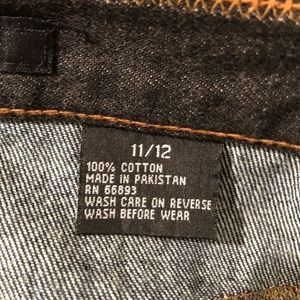 11/12
100% COTTON
MADE IN PAKISTAN
RN 66893
WASH CARE ON REVERSE
WASH BEFORE WEAR